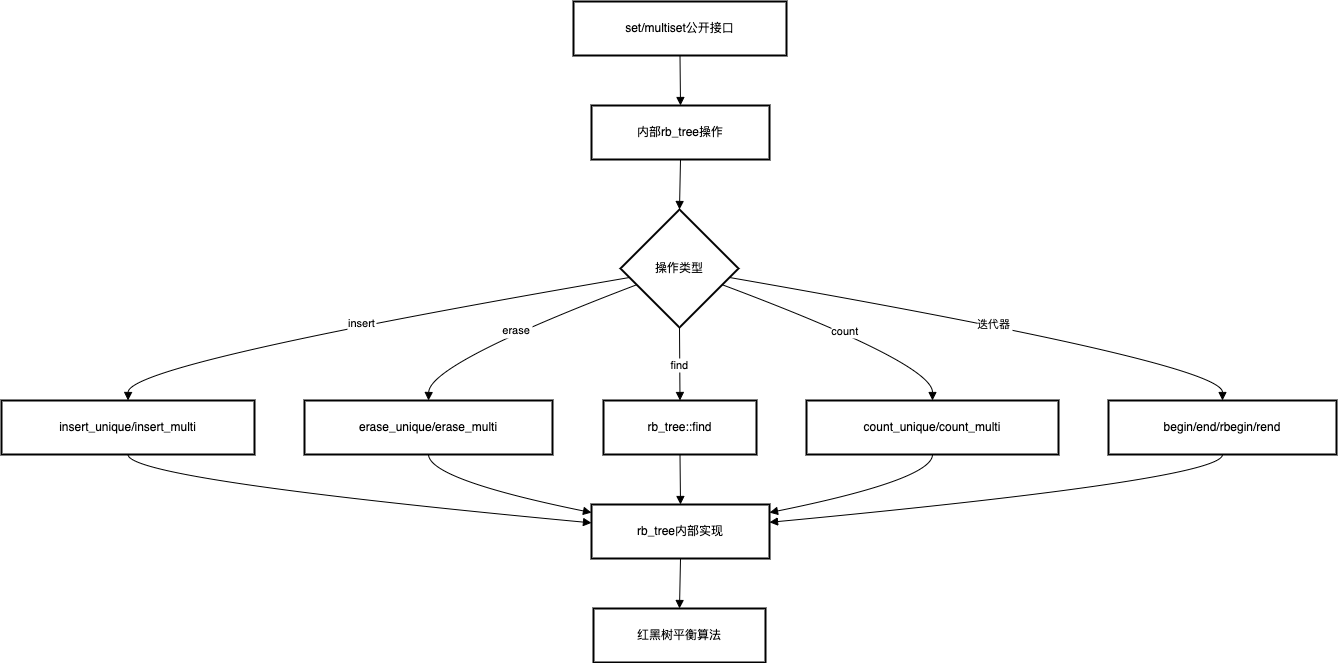 set/multiset公开接口
内部rb_tree操作
操作类型
insert
erase
find
count
迭代器
insert_unique/insert_multi
erase_unique/erase_multi
rb_tree::find
count_unique/count_multi
begin/end/rbegin/rend
rb_tree内部实现
红黑树平衡算法